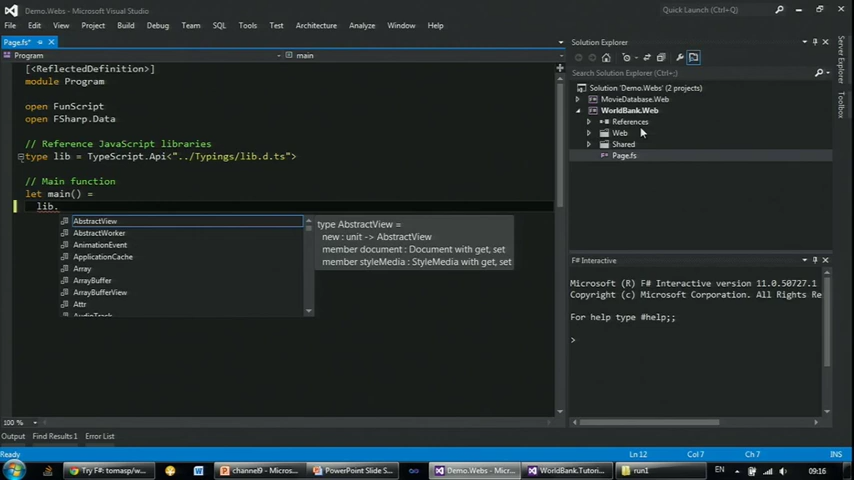 Demo.Webs - Microsoft Visual Studio
Quick Launch (Ctrl+Q)
File Edit View Project Build Debug Team SQL Tools Test Architecture Analyze Window Help
Page.fs*
Program
main
[<ReflectedDefinition>]
module Program
open FunScript
open FSharp.Data
// Reference JavaScript libraries
type lib = TypeScript.Api<"../Typings/lib.d.ts">
// Main function
let main() =
lib.
AbstractView
AbstractWorker
AnimationEvent
ApplicationCache
Array
ArrayBuffer
ArrayBufferView
Attr
AudioTrack
type AbstractView =
new : unit -> AbstractView
member document : Document with get, set
member styleMedia : StyleMedia with get, set
100 %
Solution Explorer
Search Solution Explorer (Ctrl+;)
Solution 'Demo.Webs' (2 projects)
MovieDatabase.Web
WorldBank.Web
References
Web
Shared
Page.fs
Server Explorer
Toolbox
F# Interactive
Microsoft (R) F# Interactive version 11.0.50727.1
Copyright (c) Microsoft Corporation. All Rights Re
For help type #help;;
>
Output Find Results 1 Error List
Ready
Ln 12 Col 7 Ch 7 INS
Try F#: tomasp/w...
channel9 - Microso...
PowerPoint Slide S...
Demo.Webs - Micr...
WorldBank.Tutori...
run1
EN
09:16